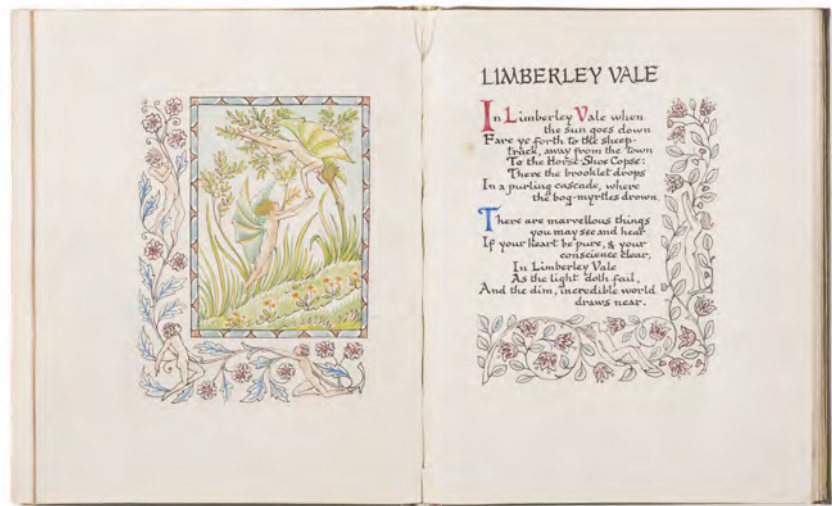 LIMBERLEY VALE
In Limberley Vale when
the sun goes down
Fare ye forth to the sheep-
track, away from the town
To the Horse-Shoe Copse:
There the brooklet drops
In a purling cascade, where
the bog-myrtles drown.
There are marvellous things
you may see and hear
If your heart be pure, & your
conscience clear,
In Limberley Vale
As the light doth fail,
And the dim, incredible world
draws near.